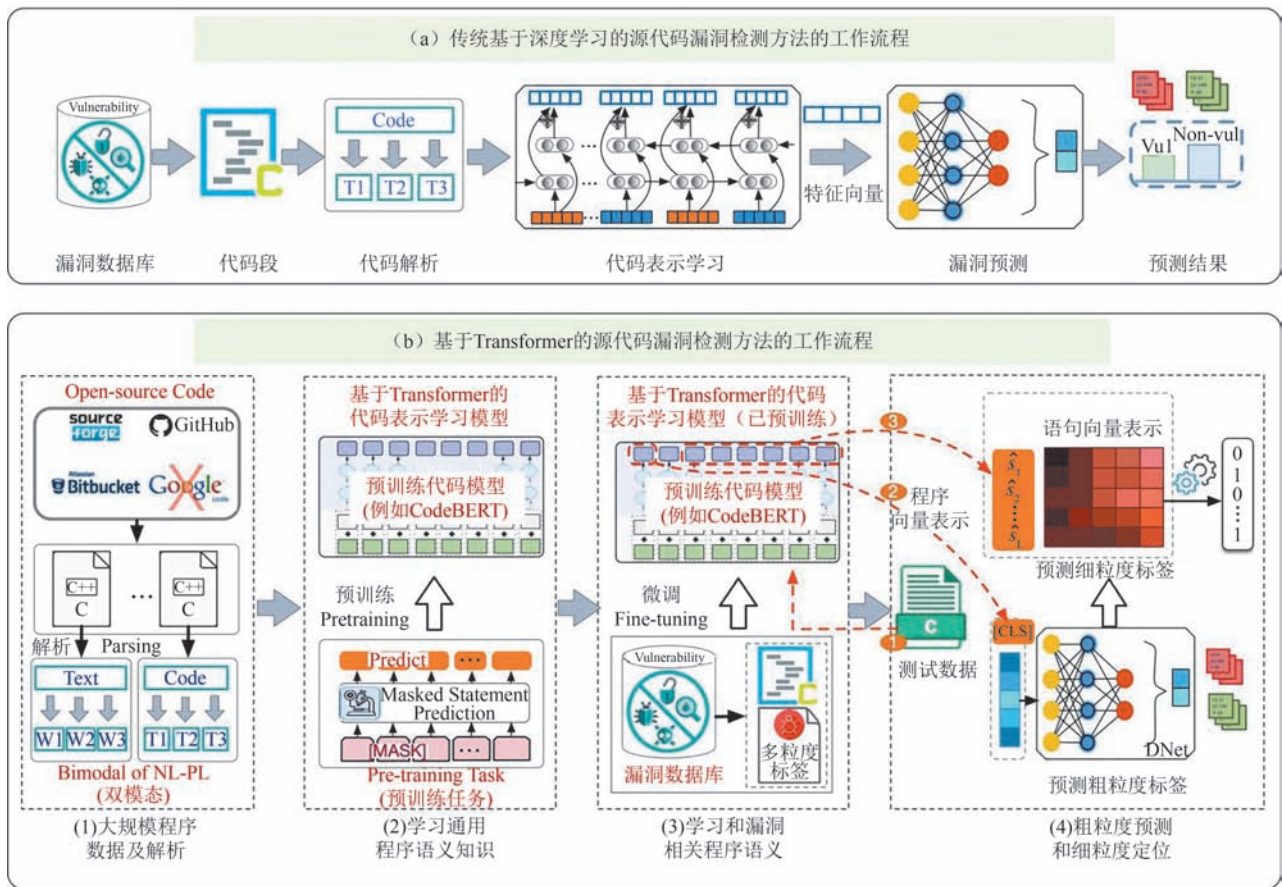 （a）传统基于深度学习的源代码漏洞检测方法的工作流程
Vulnerability
Code
T1 T2 T3
C
特征向量
Vul
Non-vul
漏洞数据库
代码段
代码解析
代码表示学习
漏洞预测
预测结果
（b）基于Transformer的源代码漏洞检测方法的工作流程
Open-source Code
source forge
GitHub
Atlassian
Bitbucket
Google code
C++
C
...
C++
C
解析
Parsing
Text
W1 W2 W3
Code
T1 T2 T3
Bimodal of NL-PL
(双模态)
(1)大规模程序
数据及解析
基于Transformer的
代码表示学习模型
预训练代码模型
(例如CodeBERT)
预训练
Pretraining
Predict
...
Masked Statement
Prediction
[MASK]
...
Pre-training Task
(预训练任务)
(2)学习通用
程序语义知识
基于Transformer的代码
表示学习模型（已预训练）
预训练代码模型
(例如CodeBERT)
微调
Fine-tuning
Vulnerability
漏洞数据库
C
多粒度
标签
(3)学习和漏洞
相关程序语义
3
2
程序
向量表示
C
1
测试数据
ŝ1
ŝ2
ŝL
语句向量表示
0
1
0
1
预测细粒度标签
[CLS]
DNet
预测粗粒度标签
(4)粗粒度预测
和细粒度定位